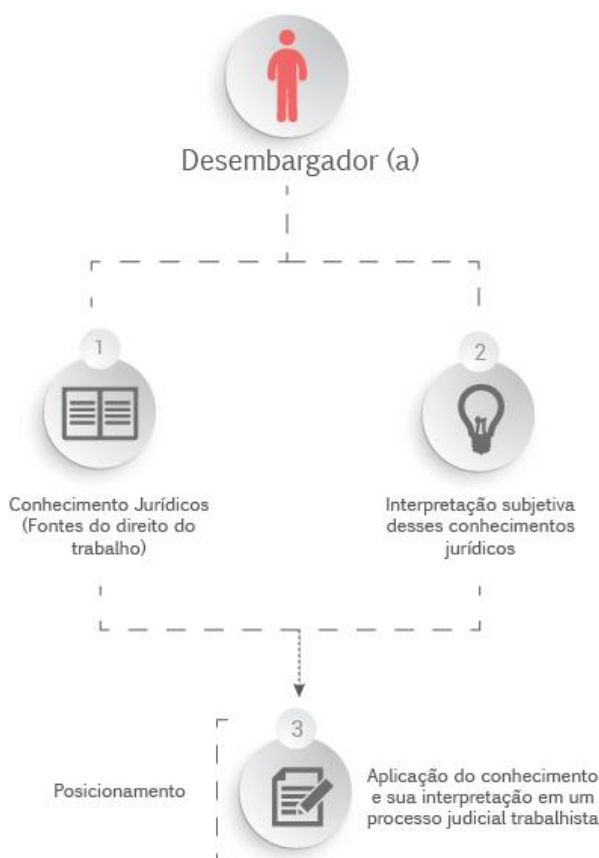 Desembargador (a)
1
2
Conhecimento Jurídicos
(Fontes do direito do
trabalho)
Interpretação subjetiva
desses conhecimentos
jurídicos
3
Posicionamento
Aplicação do conhecimento
e sua interpretação em um
processo judicial trabalhista